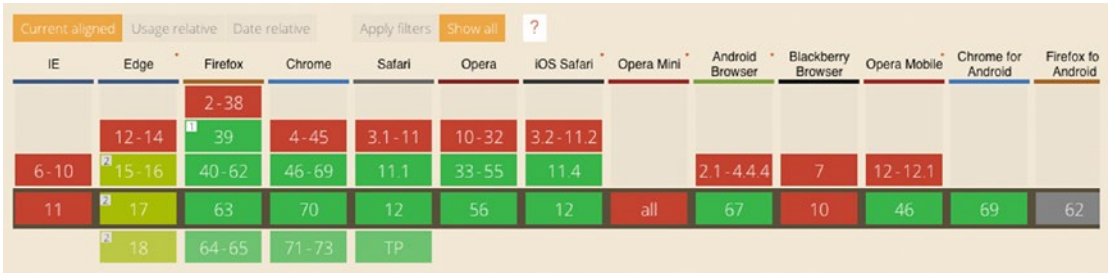 Current aligned Usage relative Date relative Apply filters Show all ?
IE Edge * Firefox Chrome Safari Opera iOS Safari * Opera Mini * Android Browser * Blackberry Browser Opera Mobile * Chrome for Android Firefox fo Android
2-38
12-14 1 39 4-45 3.1-11 10-32 3.2-11.2
6-10 2 15-16 40-62 46-69 11.1 33-55 11.4 2.1-4.4.4 7 12-12.1
11 2 17 63 70 12 56 12 all 67 10 46 69 62
2 18 64-65 71-73 TP